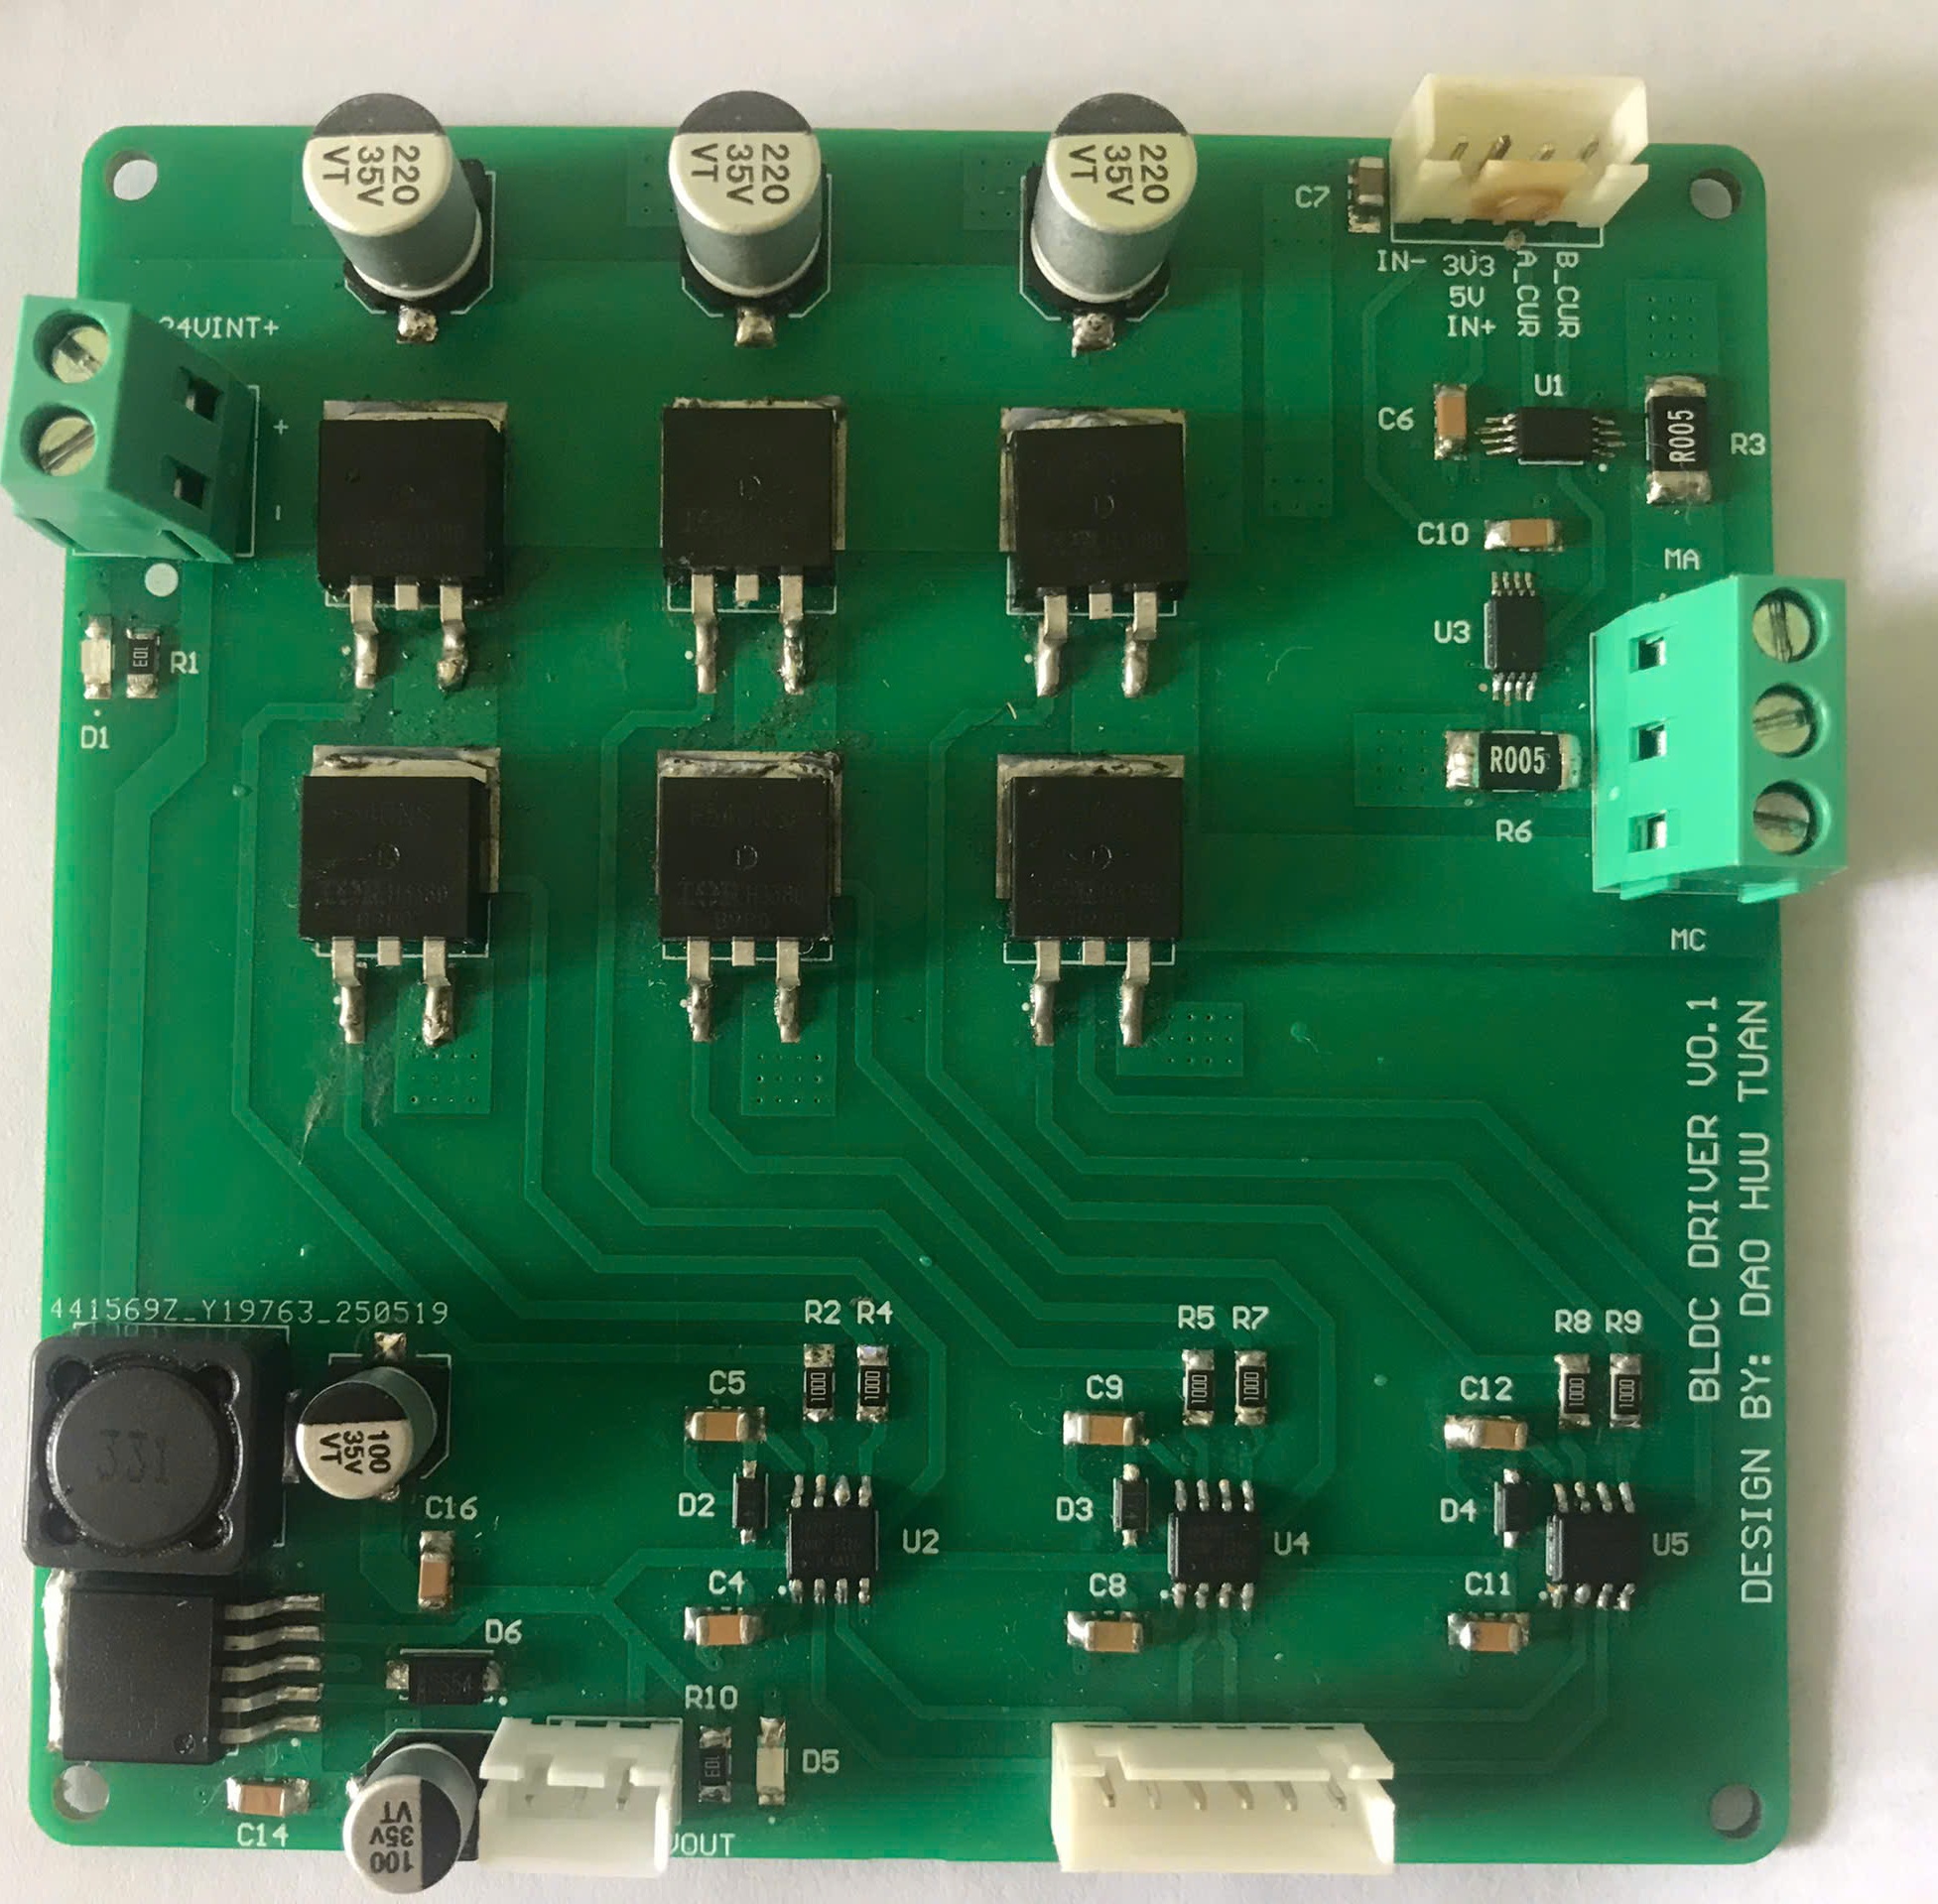 220
35V
VT
220
35V
VT
220
35V
VT
C7
IN-
3V3
5V
IN+
A_CUR
B_CUR
24VINT+
+
-
U1
C6
R005
R3
C10
MA
U3
R1
D1
R005
R6
MC
BLDC DRIVER V0.1
DESIGN BY: DAO HUU TUAN
441569Z_Y19763_250519
331
100
35V
VT
R2
R4
1000
1000
C5
D2
U2
C4
R5
R7
1000
1000
C9
D3
U4
C8
R8
R9
1000
1000
C12
D4
U5
C11
C16
D6
R10
D5
C14
100
35V
VT
VOUT